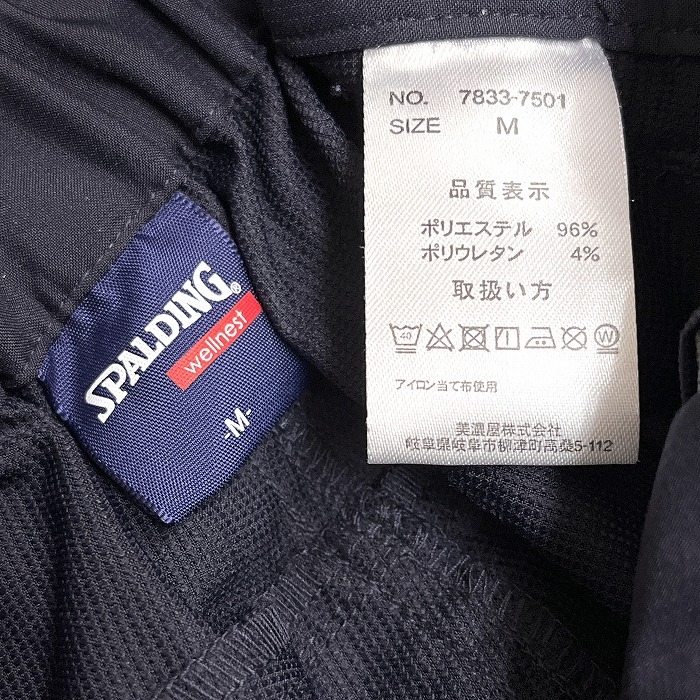 SPALDING®
wellnest
-M-
NO. 7833-7501
SIZE M
品質表示
ポリエステル 96%
ポリウレタン 4%
取扱い方
40
W
アイロン当て布使用
美濃屋株式会社
岐阜県岐阜市柳津町高桑5-112